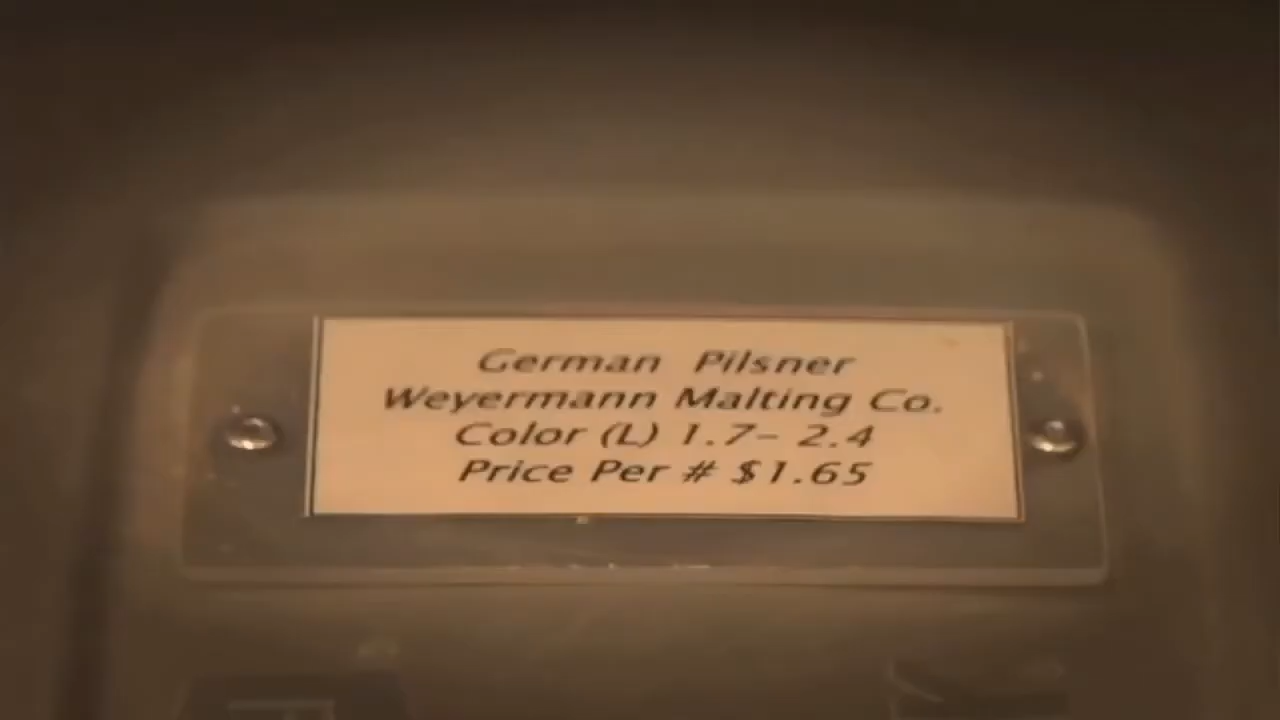 German Pilsner
Weyermann Malting Co.
Color (L) 1.7– 2.4
Price Per # $1.65